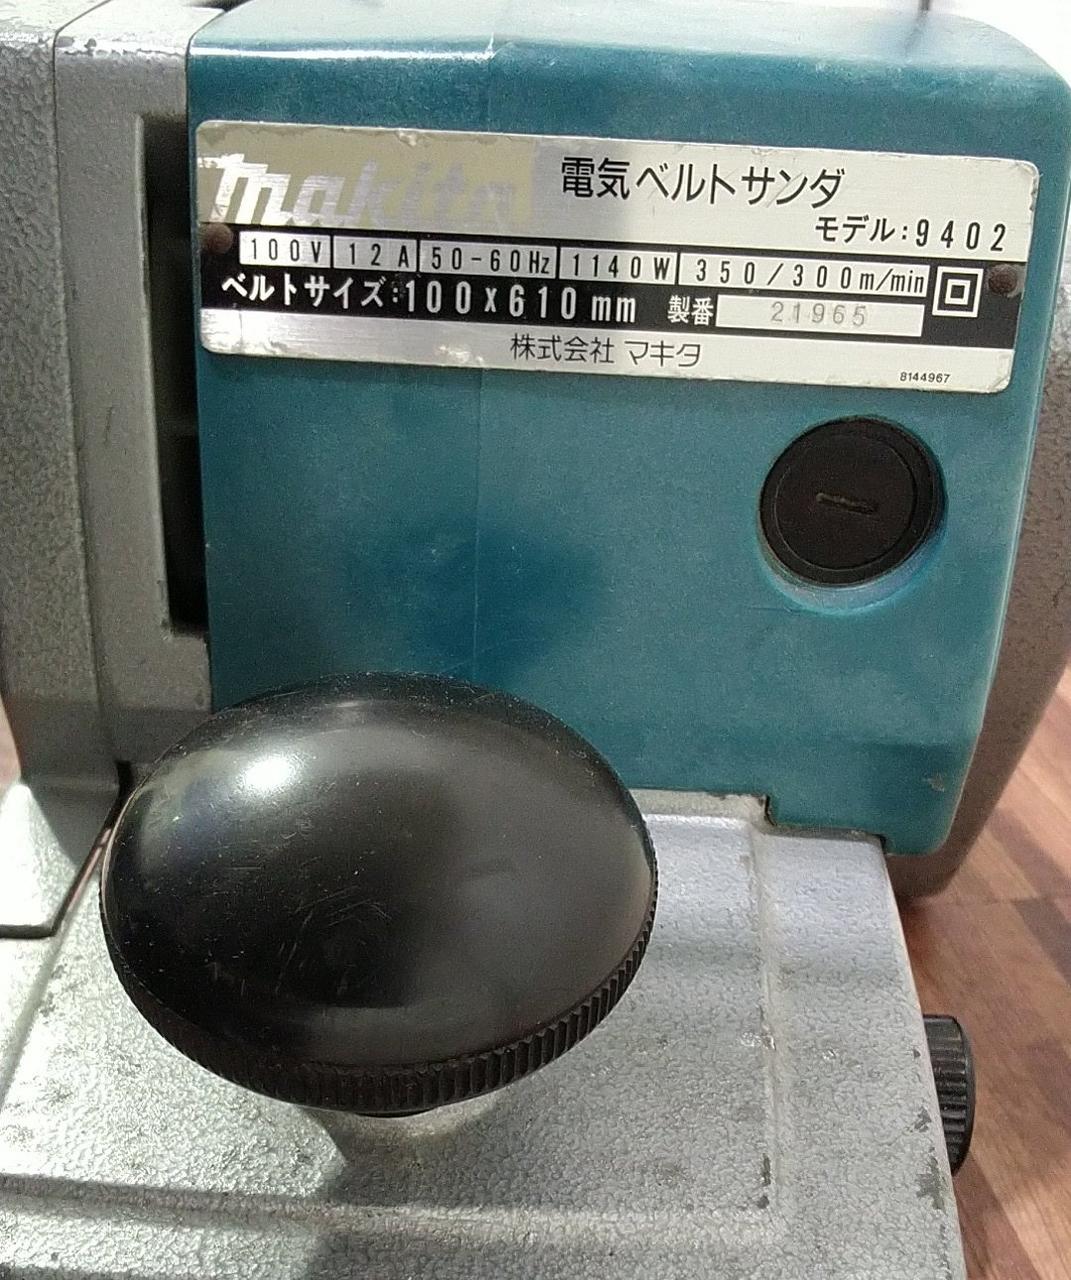 makita
電気ベルトサンダ
モデル:9402
100V 12A 50-60Hz 1140W 350/300m/min
ベルトサイズ:100x610mm 製番 21965
株式会社 マキタ
8144967